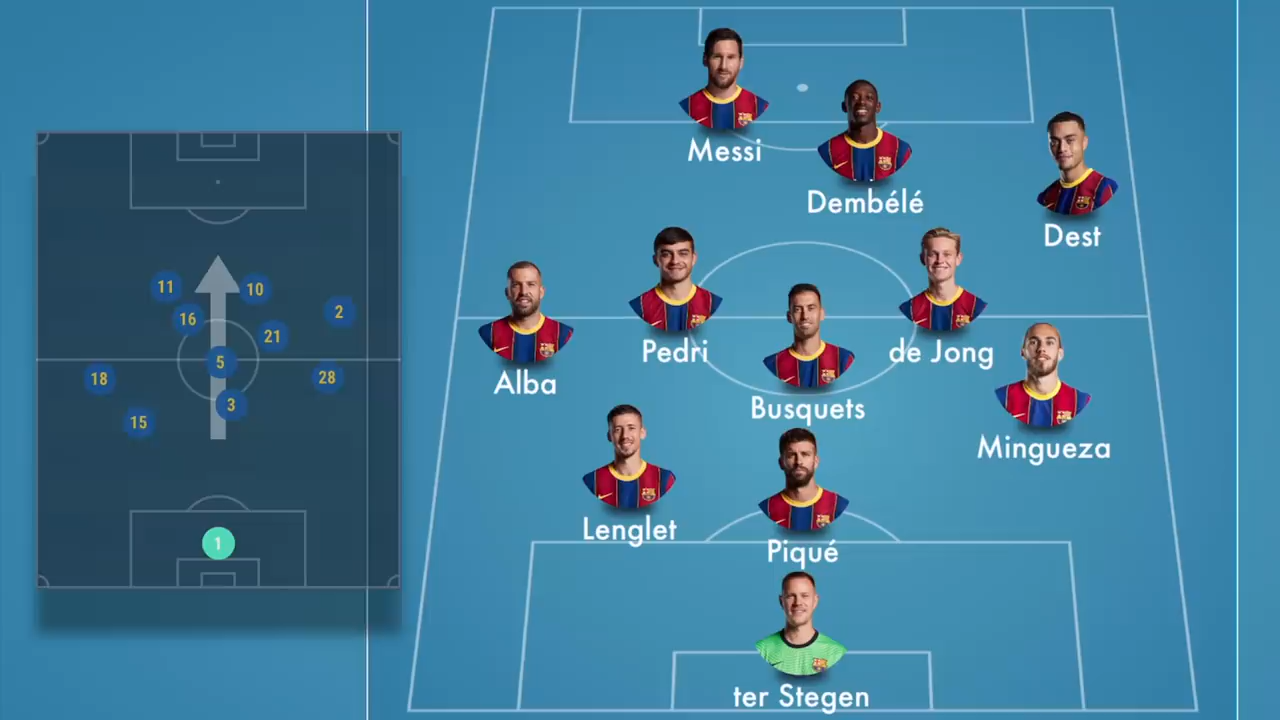 11
10
16
2
21
5
18
28
3
15
1
Messi
Dembélé
Dest
Pedri
de Jong
Alba
Busquets
Mingueza
Lenglet
Piqué
ter Stegen